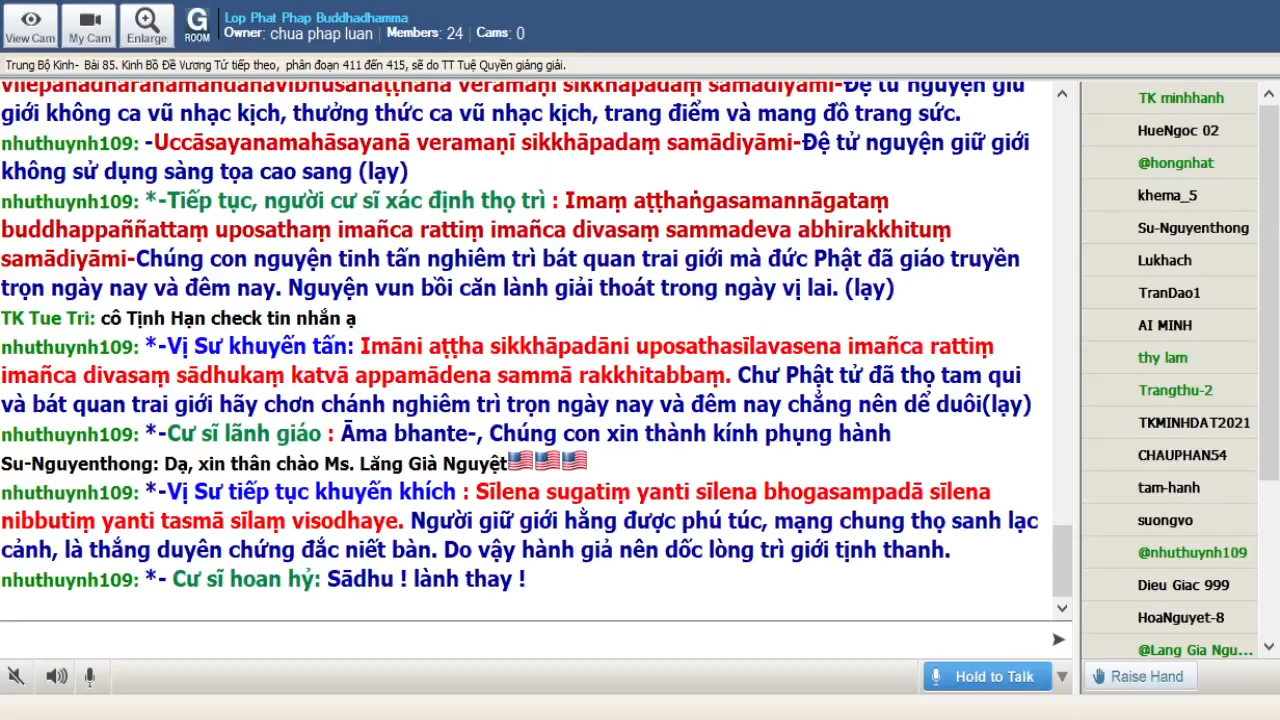 View Cam
My Cam
Enlarge
G
ROOM
Lop Phat Phap Buddhadhamma
Owner: chua phap luan Members: 24 Cams: 0
Trung Bộ Kinh- Bài 85. Kinh Bồ Đề Vương Tử tiếp theo, phân đoạn 411 đến 415, sẽ do TT Tuệ Quyền giảng giải.
vilepanadhāraṇamaṇḍanavibhūsanaṭṭhānā veramaṇī sikkhāpadaṃ samādiyāmi-Đệ tử nguyện giữ
giới không ca vũ nhạc kịch, thưởng thức ca vũ nhạc kịch, trang điểm và mang đồ trang sức.
nhuthuynh109: -Uccāsayanamahāsayanā veramaṇī sikkhāpadaṃ samādiyāmi-Đệ tử nguyện giữ giới
không sử dụng sàng tọa cao sang (lạy)
nhuthuynh109: *-Tiếp tục, người cư sĩ xác định thọ trì : Imaṃ aṭṭhaṅgasamannāgataṃ
buddhappaññattaṃ uposathaṃ imañca rattiṃ imañca divasaṃ sammadeva abhirakkhituṃ
samādiyāmi-Chúng con nguyện tinh tấn nghiêm trì bát quan trai giới mà đức Phật đã giáo truyền
trọn ngày nay và đêm nay. Nguyện vun bồi căn lành giải thoát trong ngày vị lai. (lạy)
TK Tue Tri: cô Tịnh Hạn check tin nhắn ạ
nhuthuynh109: *-Vị Sư khuyến tấn: Imāni aṭṭha sikkhāpadāni uposathasīlavasena imañca rattiṃ
imañca divasaṃ sādhukaṃ katvā appamādena sammā rakkhitabbaṃ. Chư Phật tử đã thọ tam qui
và bát quan trai giới hãy chơn chánh nghiêm trì trọn ngày nay và đêm nay chẳng nên dể duôi(lạy)
nhuthuynh109: *-Cư sĩ lãnh giáo : Āma bhante-, Chúng con xin thành kính phụng hành
Su-Nguyenthong: Dạ, xin thân chào Ms. Lăng Già Nguyệt
nhuthuynh109: *-Vị Sư tiếp tục khuyến khích : Sīlena sugatiṃ yanti sīlena bhogasampadā sīlena
nibbutiṃ yanti tasmā sīlaṃ visodhaye. Người giữ giới hằng được phú túc, mạng chung thọ sanh lạc
cảnh, là thắng duyên chứng đắc niết bàn. Do vậy hành giả nên dốc lòng trì giới tịnh thanh.
nhuthuynh109: *- Cư sĩ hoan hỷ: Sādhu ! lành thay !
Hold to Talk
TK minhhanh
HueNgoc 02
@hongnhat
khema_5
Su-Nguyenthong
Lukhach
TranDao1
AI MINH
thy lam
Trangthu-2
TKMINHDAT2021
CHAUPHAN54
tam-hanh
suongvo
@nhuthuynh109
Dieu Giac 999
HoaNguyet-8
@Lang Gia Ngu...
Raise Hand